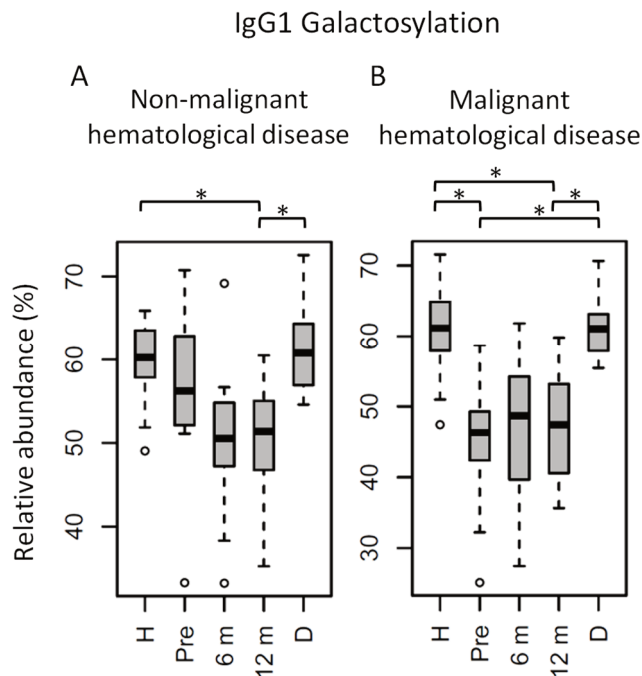 IgG1 Galactosylation
A
Non-malignant
hematological disease
B
Malignant
hematological disease
*
*
*
*
*
*
Relative abundance (%)
70
60
50
40
H
Pre
6 m
12 m
D
70
60
50
40
30
H
Pre
6 m
12 m
D